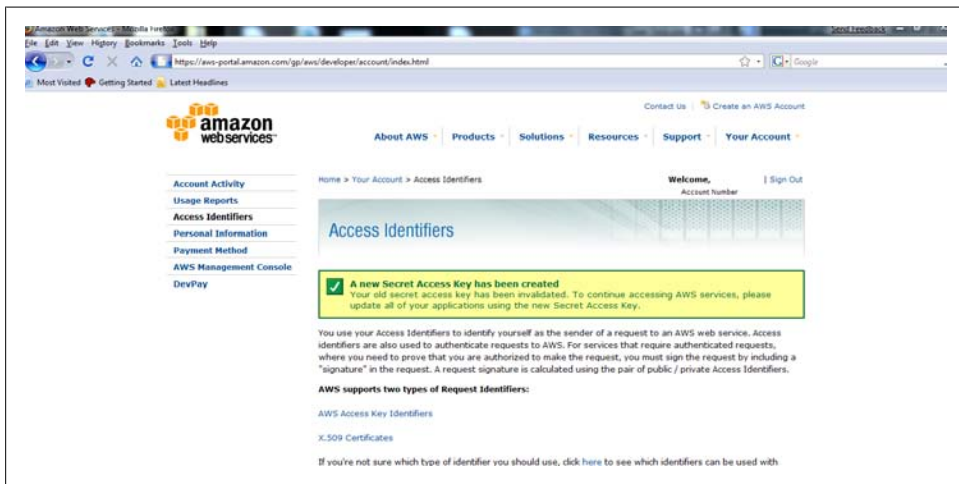 Amazon Web Services - Mozilla Firefox
Send Feedback
File Edit View History Bookmarks Tools Help
https://aws-portal.amazon.com/gp/aws/developer/account/index.html
Google
Most Visited Getting Started Latest Headlines
Contact Us | Create an AWS Account
amazon
webservices™
About AWS Products Solutions Resources Support Your Account
Home > Your Account > Access Identifiers
Welcome, | Sign Out
Account Number
Account Activity
Usage Reports
Access Identifiers
Personal Information
Payment Method
AWS Management Console
DevPay
Access Identifiers
A new Secret Access Key has been created
Your old secret access key has been invalidated. To continue accessing AWS services, please
update all of your applications using the new Secret Access Key.
You use your Access Identifiers to identify yourself as the sender of a request to an AWS web service. Access
identifiers are also used to authenticate requests to AWS. For services that require authenticated requests,
where you need to prove that you are authorized to make the request, you must sign the request by including a
"signature" in the request. A request signature is calculated using the pair of public / private Access Identifiers.
AWS supports two types of Request Identifiers:
AWS Access Key Identifiers
X.509 Certificates
If you're not sure which type of identifier you should use, click here to see which identifiers can be used with